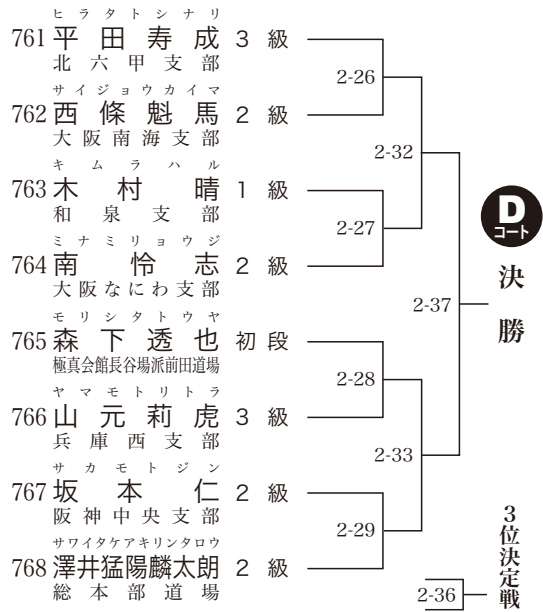 ヒラタトシナリ
761 平田寿成 3級
北六甲支部
2-26
サイジョウカイマ
762 西條魁馬 2級
大阪南海支部
2-32
キムラハル
763 木村晴 1級
和泉支部
2-27
ミナミリョウジ
764 南怜志 2級
大阪なにわ支部
D
コート
決勝
2-37
モリシタトウヤ
765 森下透也 初段
極真会館長谷場派前田道場
2-28
ヤマモトリトラ
766 山元莉虎 3級
兵庫西支部
2-33
サカモトジン
767 坂本仁 2級
阪神中央支部
2-29
サワイタケアキリンタロウ
768 澤井猛陽麟太朗 2級
総本部道場
3位決定戦
2-36